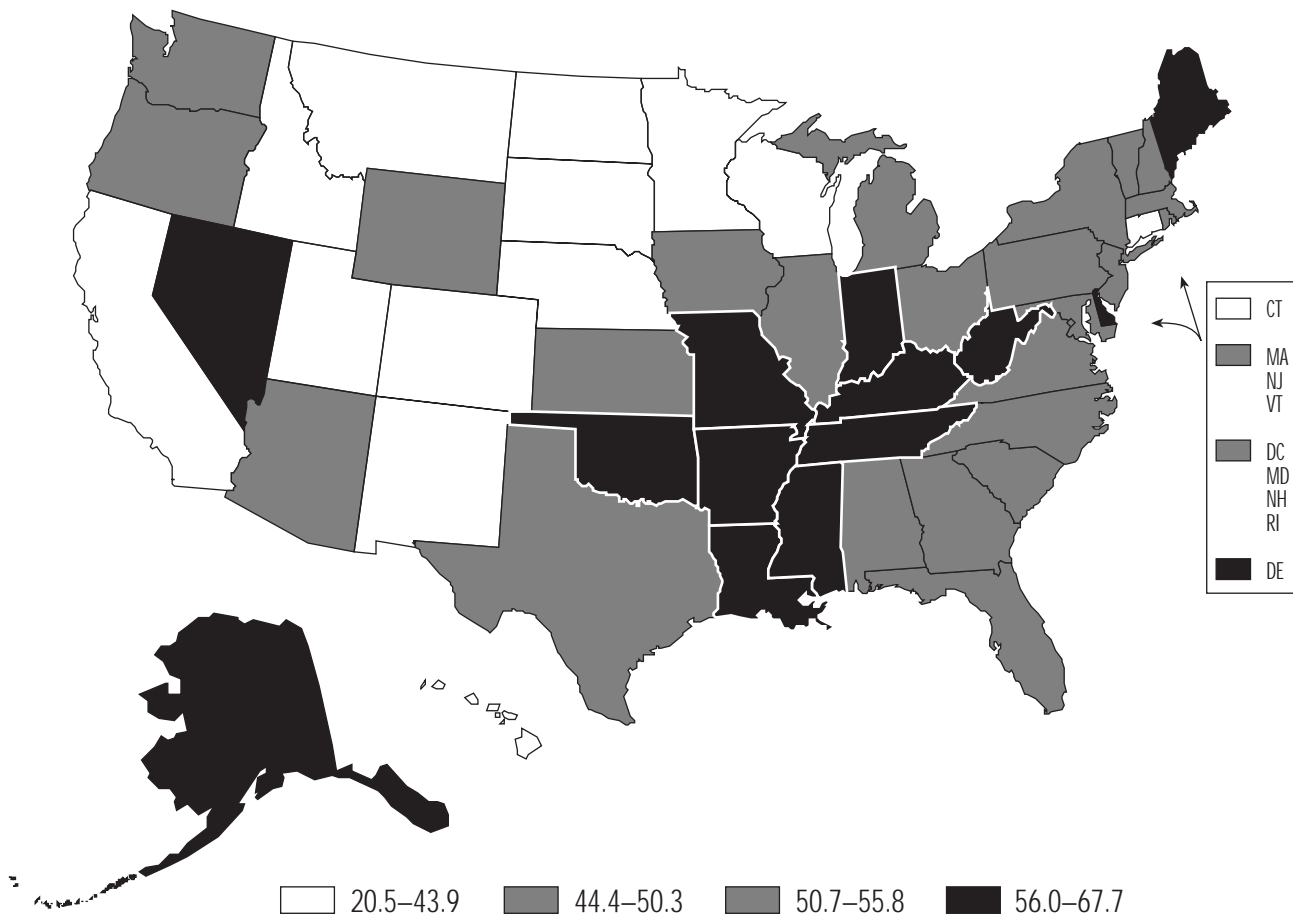 CT
MA
NJ
VT
DC
MD
NH
RI
DE
20.5–43.9 44.4–50.3 50.7–55.8 56.0–67.7